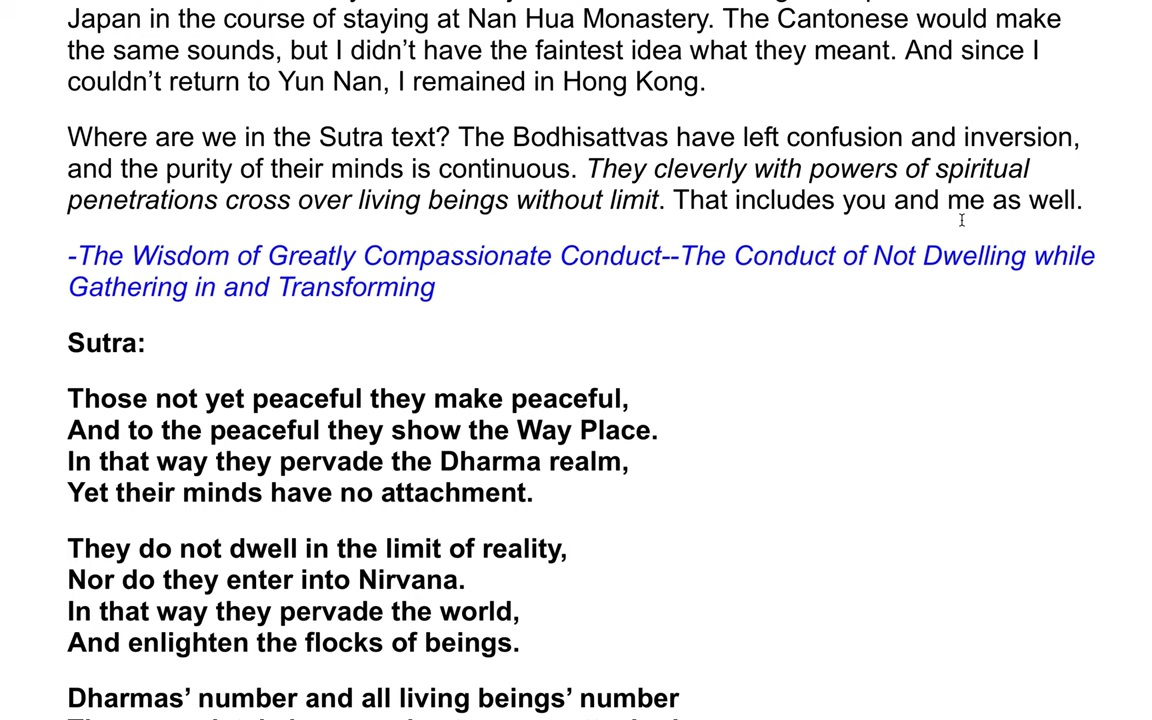 Japan in the course of staying at Nan Hua Monastery. The Cantonese would make
the same sounds, but I didn’t have the faintest idea what they meant. And since I
couldn’t return to Yun Nan, I remained in Hong Kong.
Where are we in the Sutra text? The Bodhisattvas have left confusion and inversion,
and the purity of their minds is continuous. They cleverly with powers of spiritual
penetrations cross over living beings without limit. That includes you and me as well.
-The Wisdom of Greatly Compassionate Conduct--The Conduct of Not Dwelling while
Gathering in and Transforming
Sutra:
Those not yet peaceful they make peaceful,
And to the peaceful they show the Way Place.
In that way they pervade the Dharma realm,
Yet their minds have no attachment.
They do not dwell in the limit of reality,
Nor do they enter into Nirvana.
In that way they pervade the world,
And enlighten the flocks of beings.
Dharmas’ number and all living beings’ number